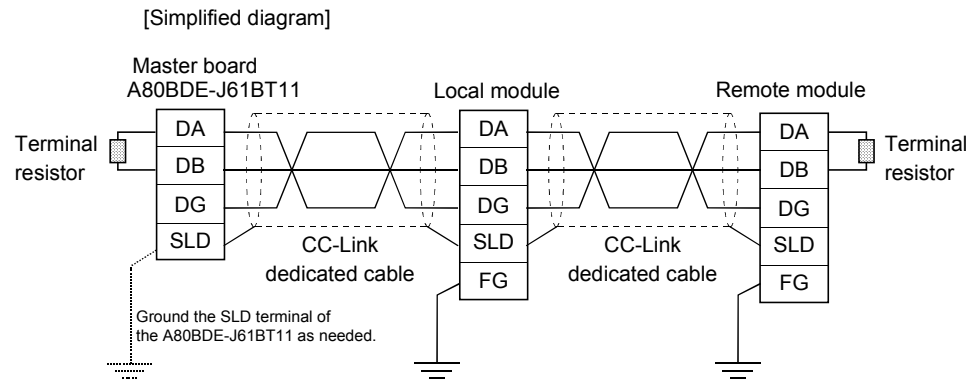 [Simplified diagram]
Master board
A80BDE-J61BT11
Local module
Remote module
Terminal
resistor
DA
DB
DG
SLD
DA
DB
DG
SLD
FG
DA
DB
DG
SLD
FG
Terminal
resistor
CC-Link
dedicated cable
CC-Link
dedicated cable
Ground the SLD terminal of
the A80BDE-J61BT11 as needed.